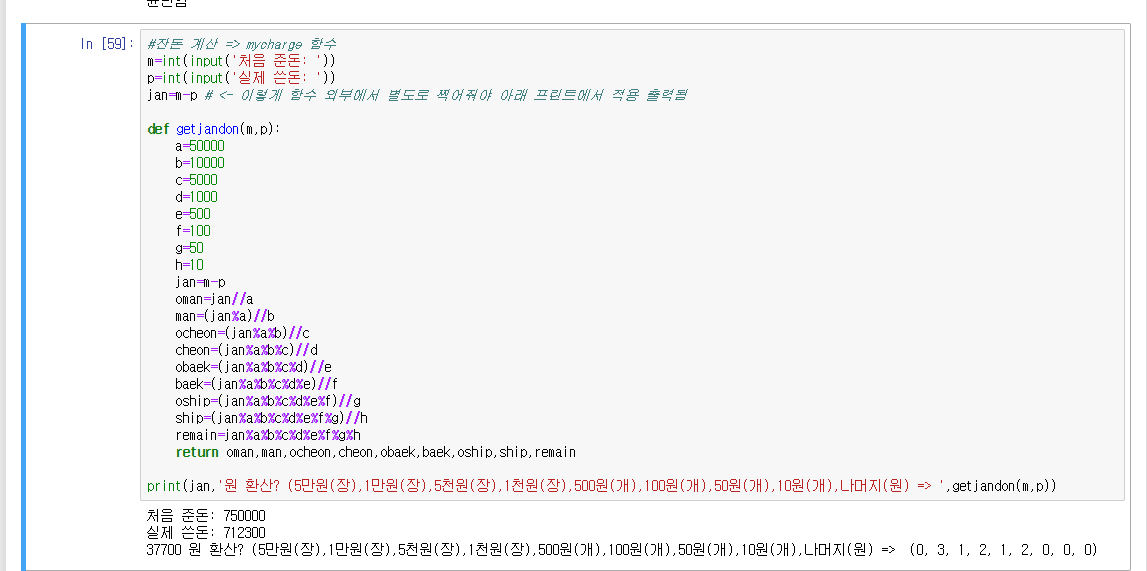 In [59]:
#잔돈 계산 => mycharge 함수
m=int(input('처음 준돈: '))
p=int(input('실제 쓴돈: '))
jan=m-p # <- 이렇게 함수 외부에서 별도로 찍어줘야 아래 프린트에서 적용 출력됨
def getjandon(m,p):
a=50000
b=10000
c=5000
d=1000
e=500
f=100
g=50
h=10
jan=m-p
oman=jan//a
man=(jan%a)//b
ocheon=(jan%a%b)//c
cheon=(jan%a%b%c)//d
obaek=(jan%a%b%c%d)//e
baek=(jan%a%b%c%d%e)//f
oship=(jan%a%b%c%d%e%f)//g
ship=(jan%a%b%c%d%e%f%g)//h
remain=jan%a%b%c%d%e%f%g%h
return oman,man,ocheon,cheon,obaek,baek,oship,ship,remain
print(jan,'원 환산? (5만원(장),1만원(장),5천원(장),1천원(장),500원(개),100원(개),50원(개),10원(개),나머지(원) => ',getjandon(m,p))
처음 준돈: 750000
실제 쓴돈: 712300
37700 원 환산? (5만원(장),1만원(장),5천원(장),1천원(장),500원(개),100원(개),50원(개),10원(개),나머지(원) =>  (0, 3, 1, 2, 1, 2, 0, 0, 0)